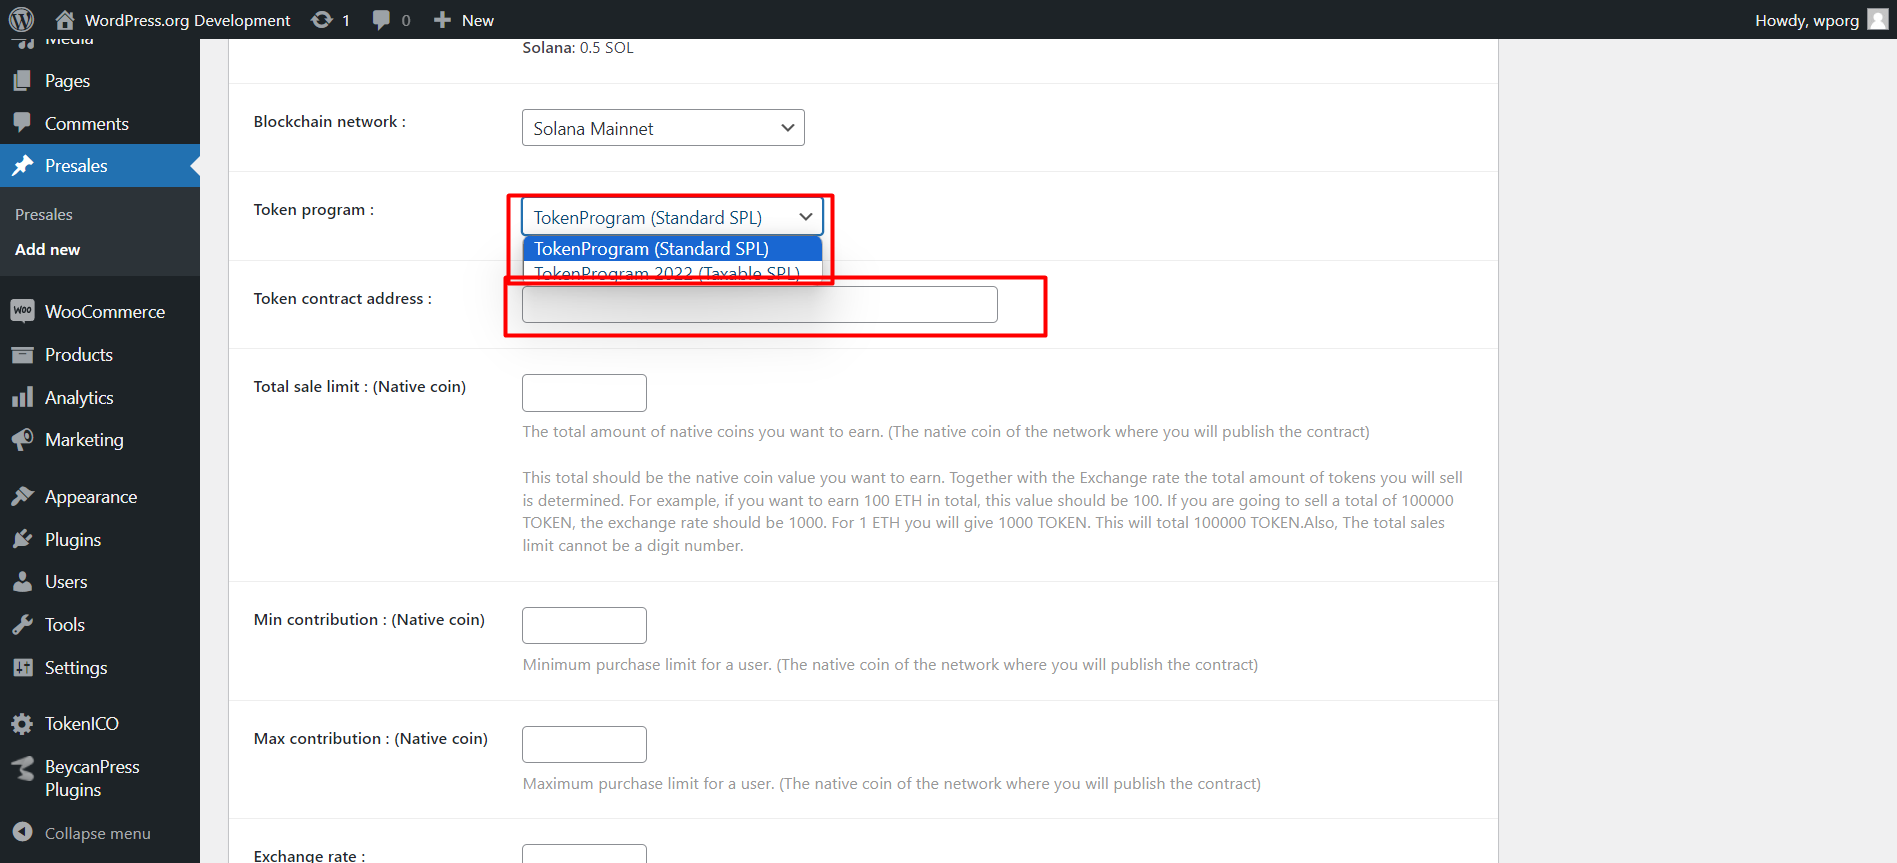 WordPress.org Development 1 0 New Howdy, wporg
Media
Pages
Comments
Presales
Presales
Add new
WooCommerce
Products
Analytics
Marketing
Appearance
Plugins
Users
Tools
Settings
TokenICO
BeycanPress
Plugins
Collapse menu
Solana: 0.5 SOL
Blockchain network :
Solana Mainnet
Token program :
TokenProgram (Standard SPL)
TokenProgram (Standard SPL)
TokenProgram 2022 (Taxable SPL)
Token contract address :
Total sale limit : (Native coin)
The total amount of native coins you want to earn. (The native coin of the network where you will publish the contract)
This total should be the native coin value you want to earn. Together with the Exchange rate the total amount of tokens you will sell
is determined. For example, if you want to earn 100 ETH in total, this value should be 100. If you are going to sell a total of 100000
TOKEN, the exchange rate should be 1000. For 1 ETH you will give 1000 TOKEN. This will total 100000 TOKEN.Also, The total sales
limit cannot be a digit number.
Min contribution : (Native coin)
Minimum purchase limit for a user. (The native coin of the network where you will publish the contract)
Max contribution : (Native coin)
Maximum purchase limit for a user. (The native coin of the network where you will publish the contract)
Exchange rate :